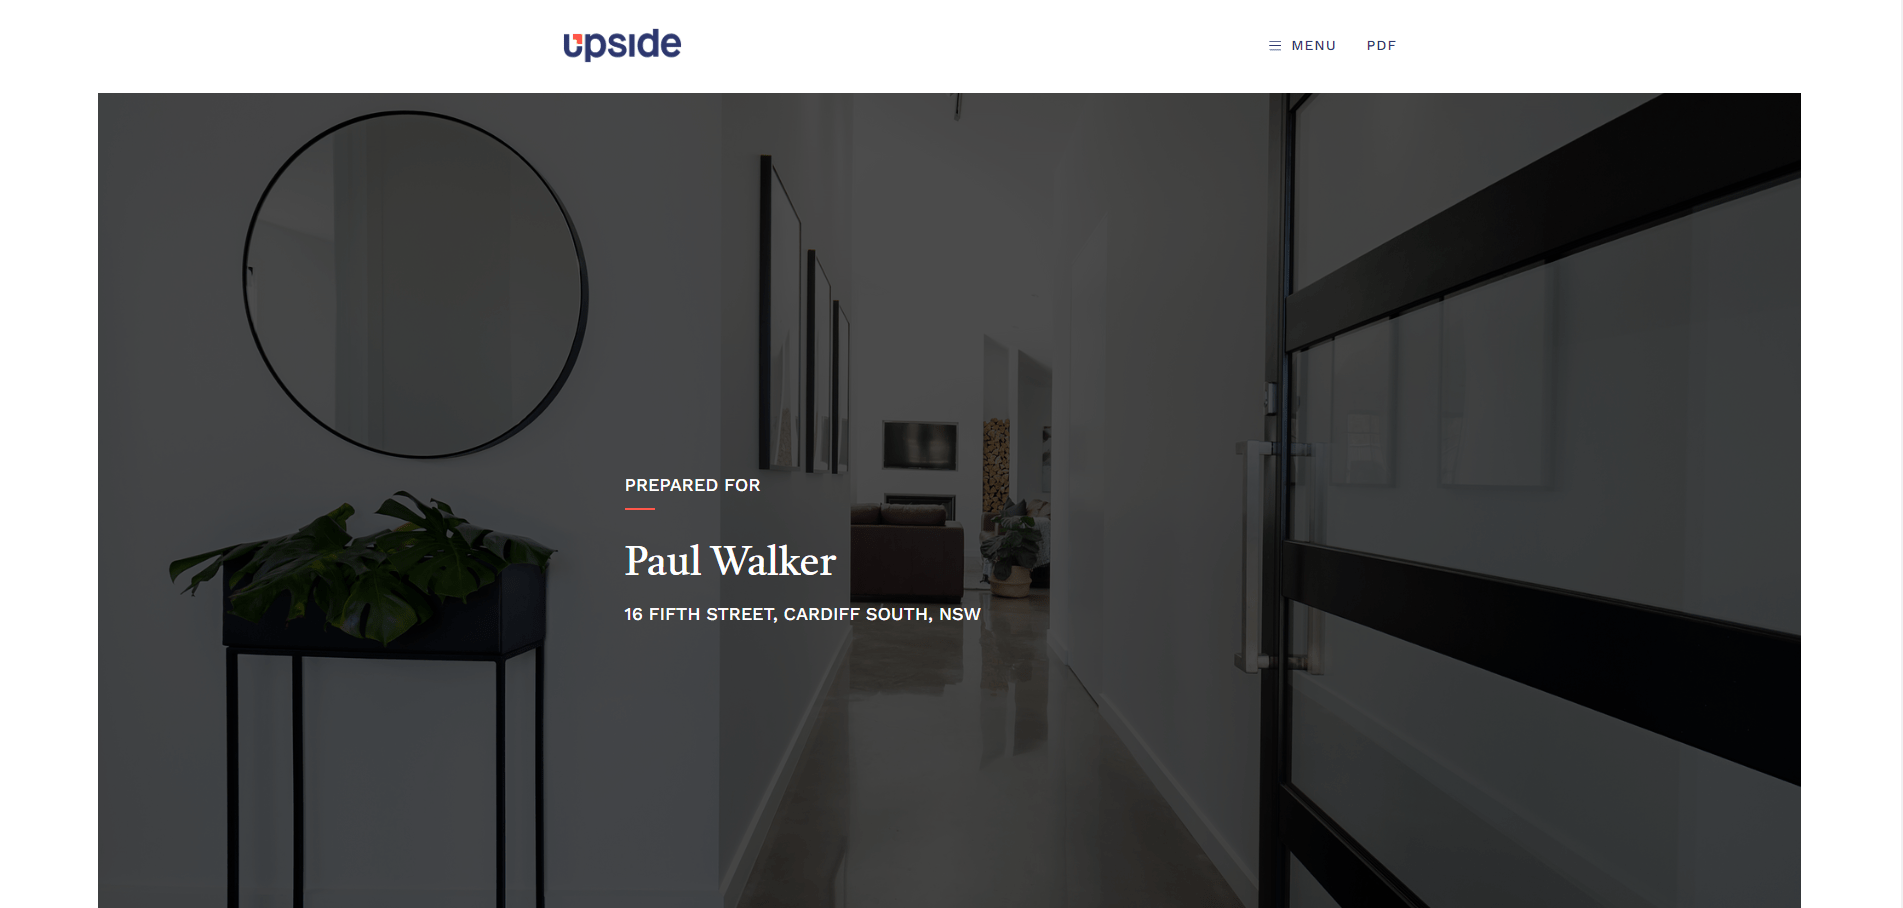 upside
MENU
PDF
PREPARED FOR
Paul Walker
16 FIFTH STREET, CARDIFF SOUTH, NSW